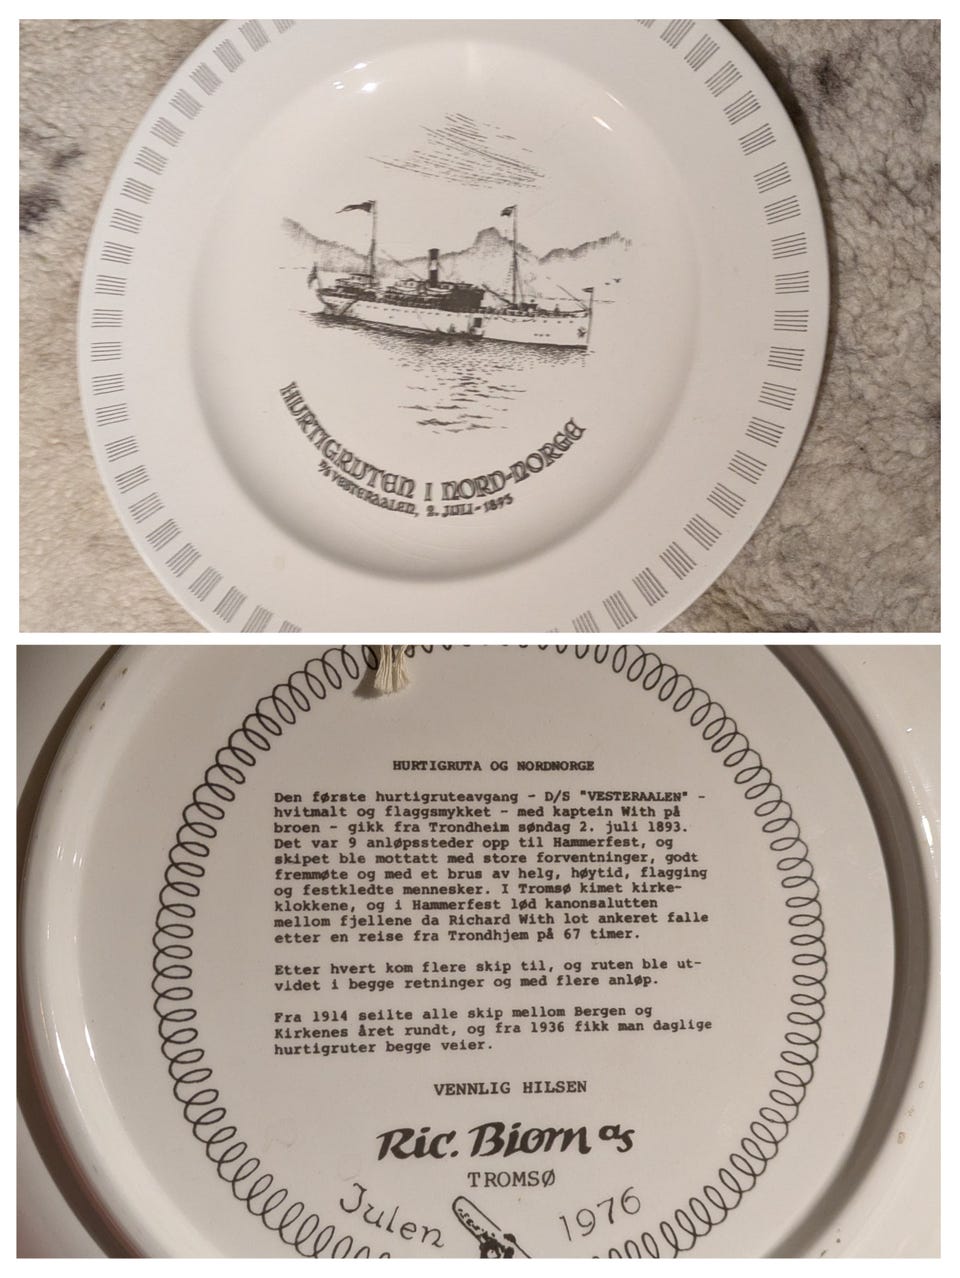 HURTIGRUTEN I NORD-NORGE
D/S VESTERAALEN, 2. JULI - 1893
HURTIGRUTA OG NORDNORGE
Den første hurtigruteavgang - D/S "VESTERAALEN" -
hvitmalt og flaggsmykket - med kaptein With på
broen - gikk fra Trondheim søndag 2. juli 1893.
Det var 9 anløpssteder opp til Hammerfest, og
skipet ble mottatt med store forventninger, godt
fremmøte og med et brus av helg, høytid, flagging
og festkledte mennesker. I Tromsø kimet kirke-
klokkene, og i Hammerfest lød kanonsalutten
mellom fjellene da Richard With lot ankeret falle
etter en reise fra Trondhjem på 67 timer.
Etter hvert kom flere skip til, og ruten ble ut-
videt i begge retninger og med flere anløp.
Fra 1914 seilte alle skip mellom Bergen og
Kirkenes året rundt, og fra 1936 fikk man daglige
hurtigruter begge veier.
VENNLIG HILSEN
Ric. Biørn as
TROMSØ
Julen 1976